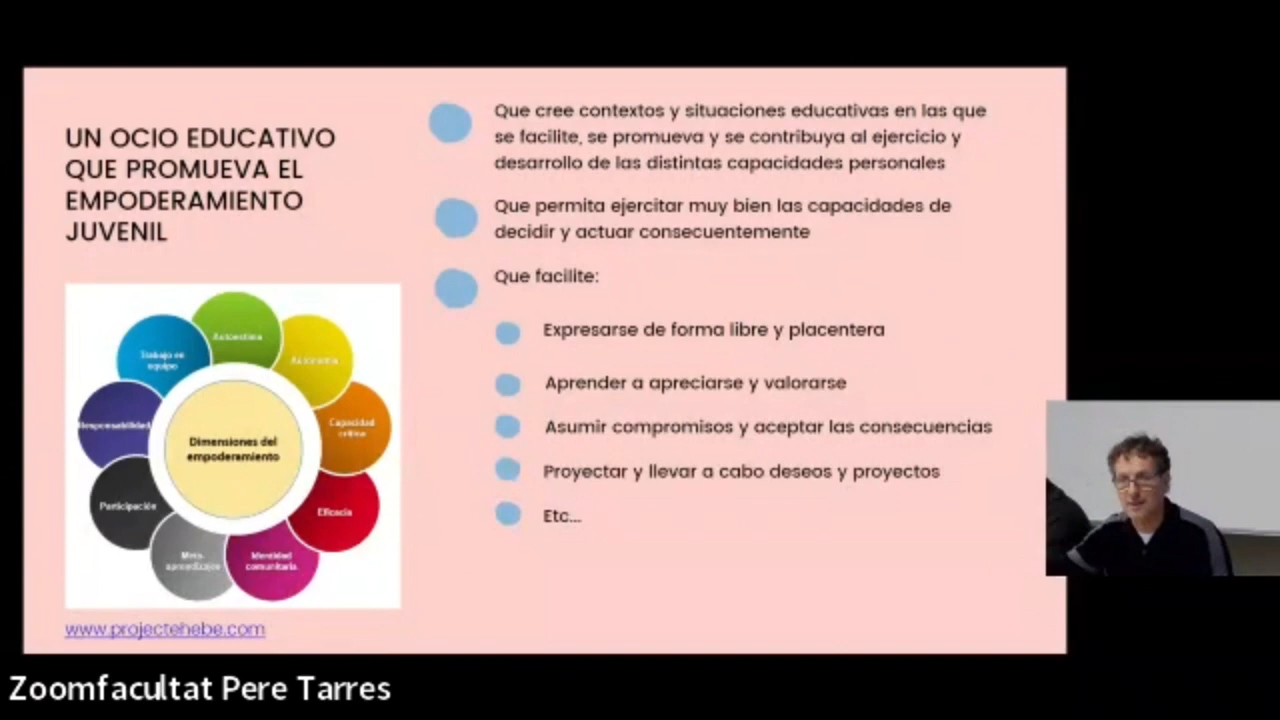 UN OCIO EDUCATIVO
QUE PROMUEVA EL
EMPODERAMIENTO
JUVENIL
Autoestima
Autonomía
Capacidad
crítica
Eficacia
Identidad
comunitaria
Meta-
aprendizajes
Participación
Responsabilidad
Trabajo en
equipo
Dimensiones del
empoderamiento
www.projectehebe.com
Que cree contextos y situaciones educativas en las que
se facilite, se promueva y se contribuya al ejercicio y
desarrollo de las distintas capacidades personales
Que permita ejercitar muy bien las capacidades de
decidir y actuar consecuentemente
Que facilite:
Expresarse de forma libre y placentera
Aprender a apreciarse y valorarse
Asumir compromisos y aceptar las consecuencias
Proyectar y llevar a cabo deseos y proyectos
Etc...
Zoomfacultat Pere Tarres